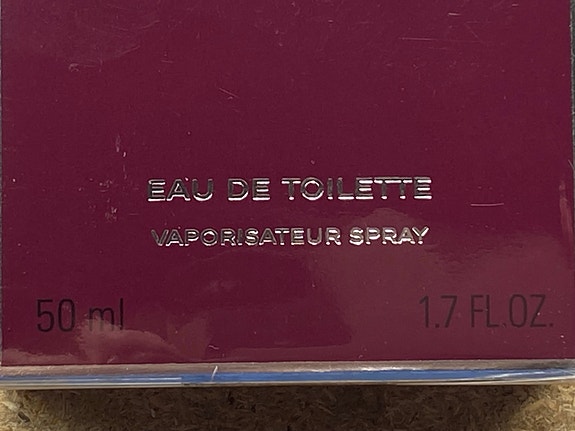 EAU DE TOILETTE
VAPORISATEUR SPRAY
50 ml 1.7 FL.OZ.